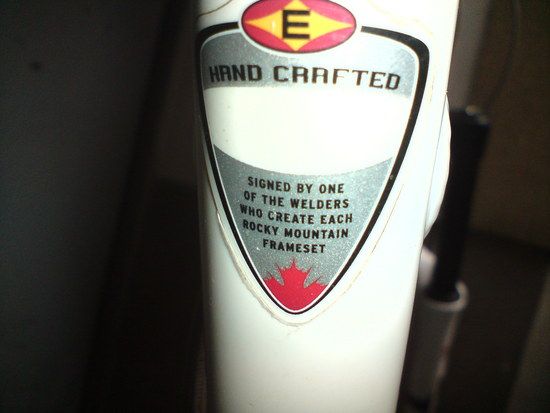 E
HAND CRAFTED
SIGNED BY ONE
OF THE WELDERS
WHO CREATE EACH
ROCKY MOUNTAIN
FRAMESET